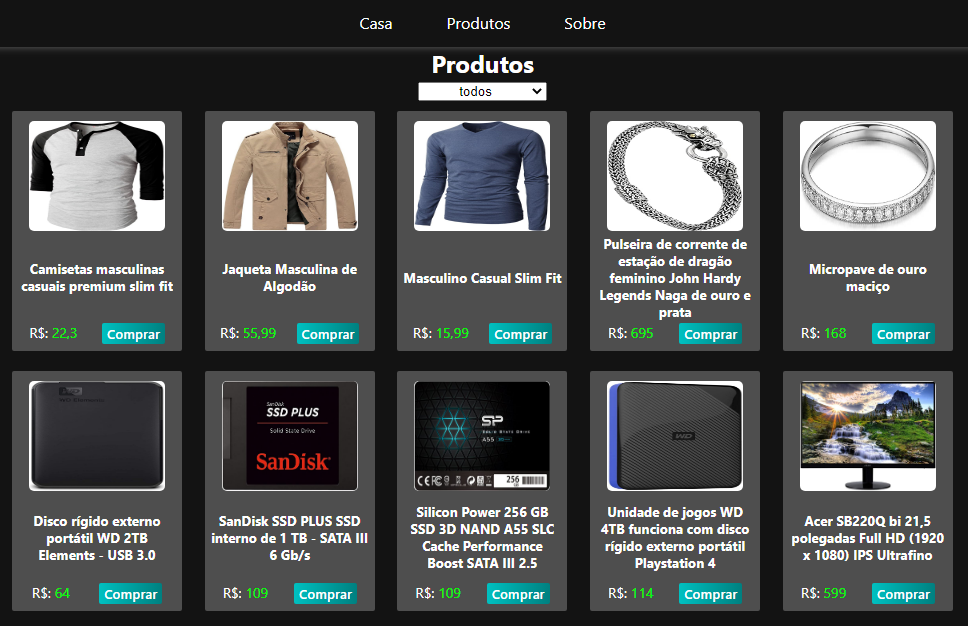 Casa Produtos Sobre
Produtos
todos
Camisetas masculinas
casuais premium slim fit
R$: 22,3 Comprar
Jaqueta Masculina de
Algodão
R$: 55,99 Comprar
Masculino Casual Slim Fit
R$: 15,99 Comprar
Pulseira de corrente de
estação de dragão
feminino John Hardy
Legends Naga de ouro e
prata
R$: 695 Comprar
Micropave de ouro
maciço
R$: 168 Comprar
WD
Disco rígido externo
portátil WD 2TB
Elements - USB 3.0
R$: 64 Comprar
SanDisk
SSD PLUS
Solid State Drive
SanDisk
SanDisk SSD PLUS SSD
interno de 1 TB - SATA III
6 Gb/s
R$: 109 Comprar
SP
Solid State Drive
A55
256
Silicon Power 256 GB
SSD 3D NAND A55 SLC
Cache Performance
Boost SATA III 2.5
R$: 109 Comprar
WD
Unidade de jogos WD
4TB funciona com disco
rígido externo portátil
Playstation 4
R$: 114 Comprar
Acer SB220Q bi 21,5
polegadas Full HD (1920
x 1080) IPS Ultrafino
R$: 599 Comprar